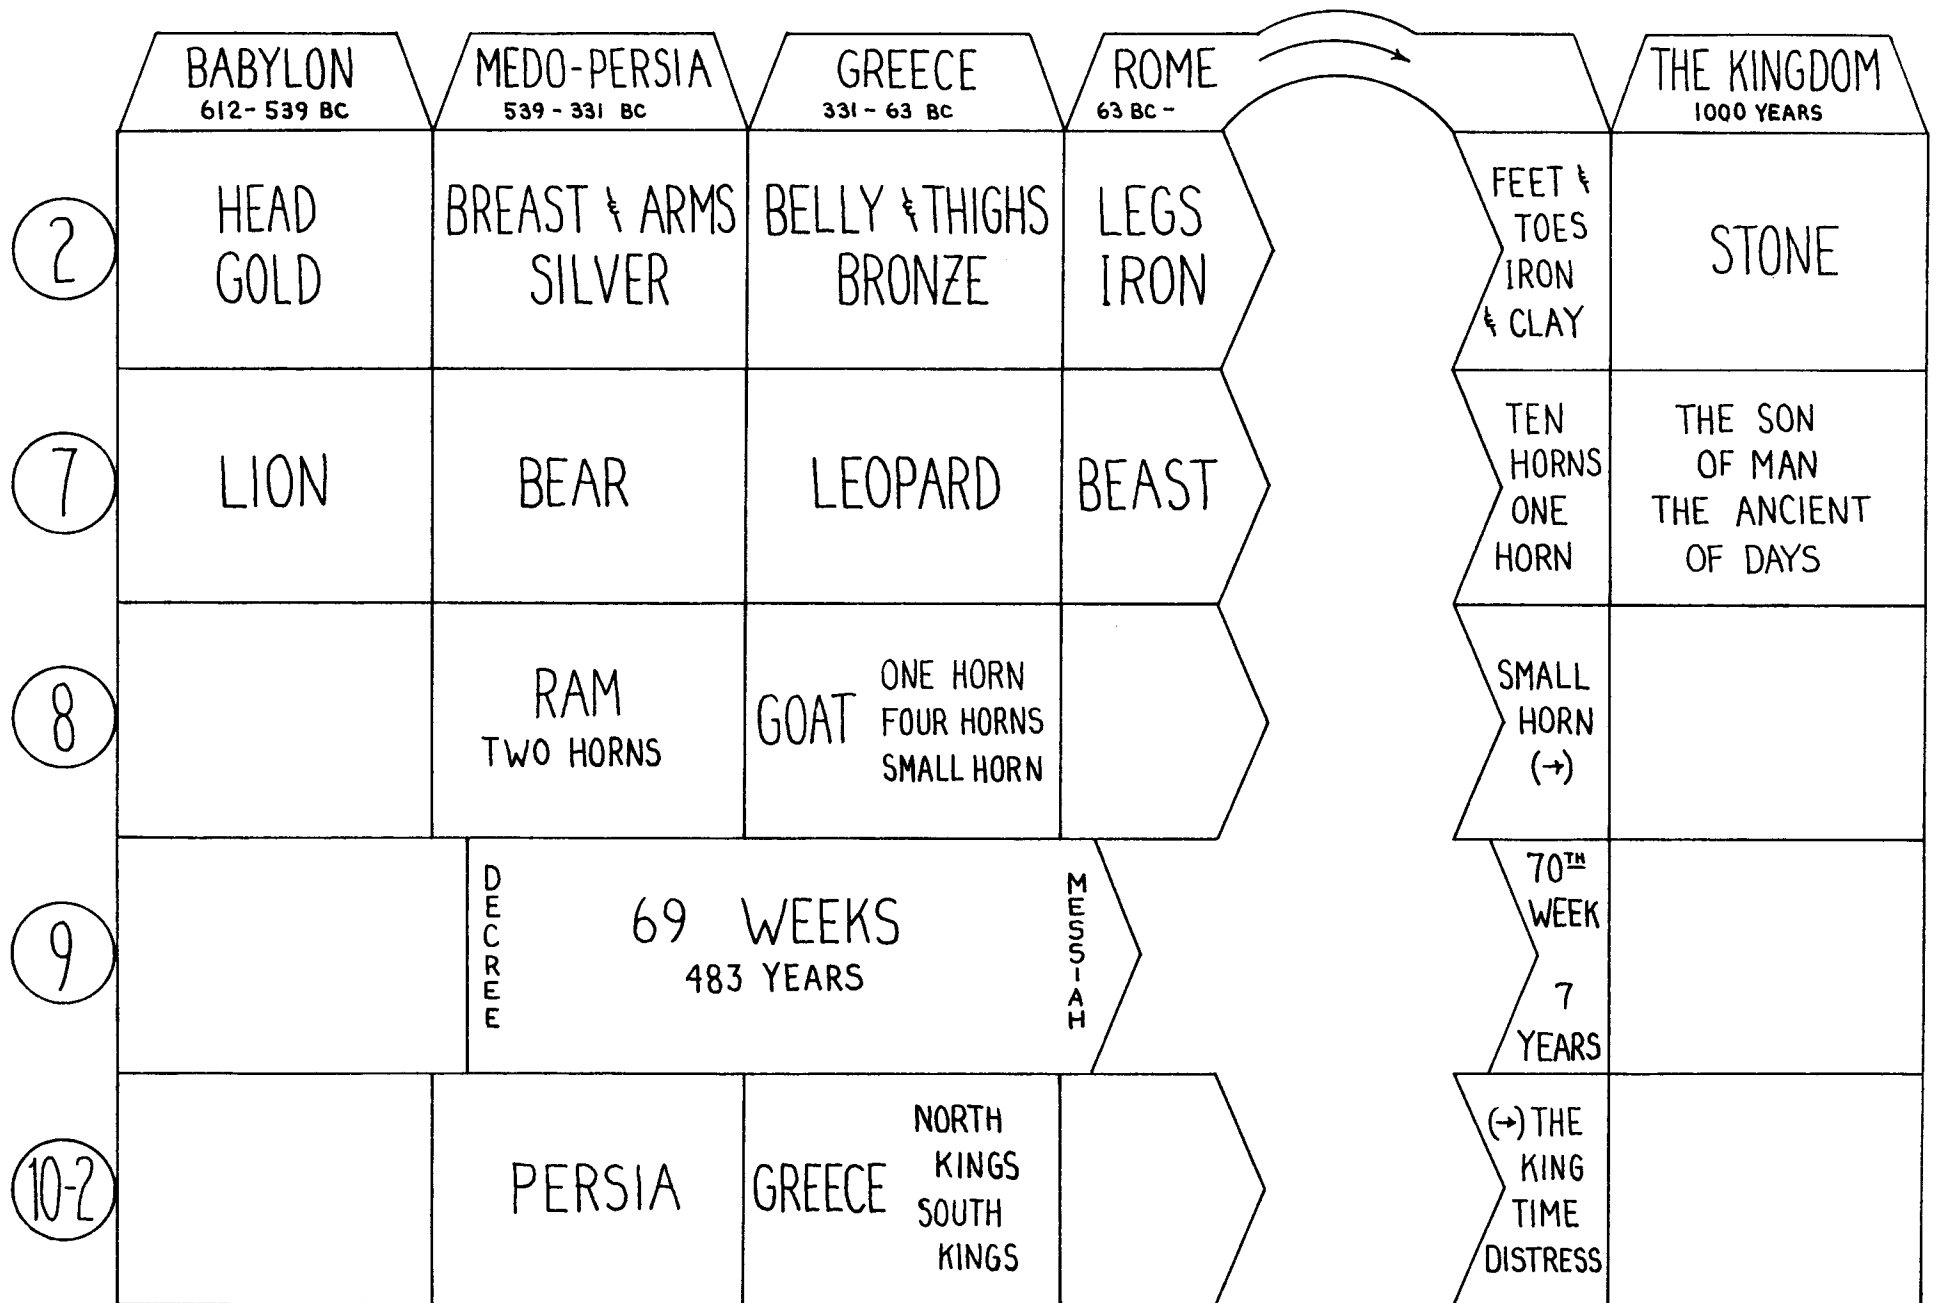 BABYLON
612-539 BC
MEDO-PERSIA
539-331 BC
GREECE
331-63 BC
ROME
63 BC-
THE KINGDOM
1000 YEARS
2
HEAD
GOLD
BREAST & ARMS
SILVER
BELLY & THIGHS
BRONZE
LEGS
IRON
FEET &
TOES
IRON
& CLAY
STONE
7
LION
BEAR
LEOPARD
BEAST
TEN
HORNS
ONE
HORN
THE SON
OF MAN
THE ANCIENT
OF DAYS
8
RAM
TWO HORNS
GOAT
ONE HORN
FOUR HORNS
SMALL HORN
SMALL
HORN
(→)
9
DECREE
69 WEEKS
483 YEARS
MESSIAH
70TH
WEEK
7
YEARS
10-2
PERSIA
GREECE
NORTH
KINGS
SOUTH
KINGS
(→) THE
KING
TIME
DISTRESS